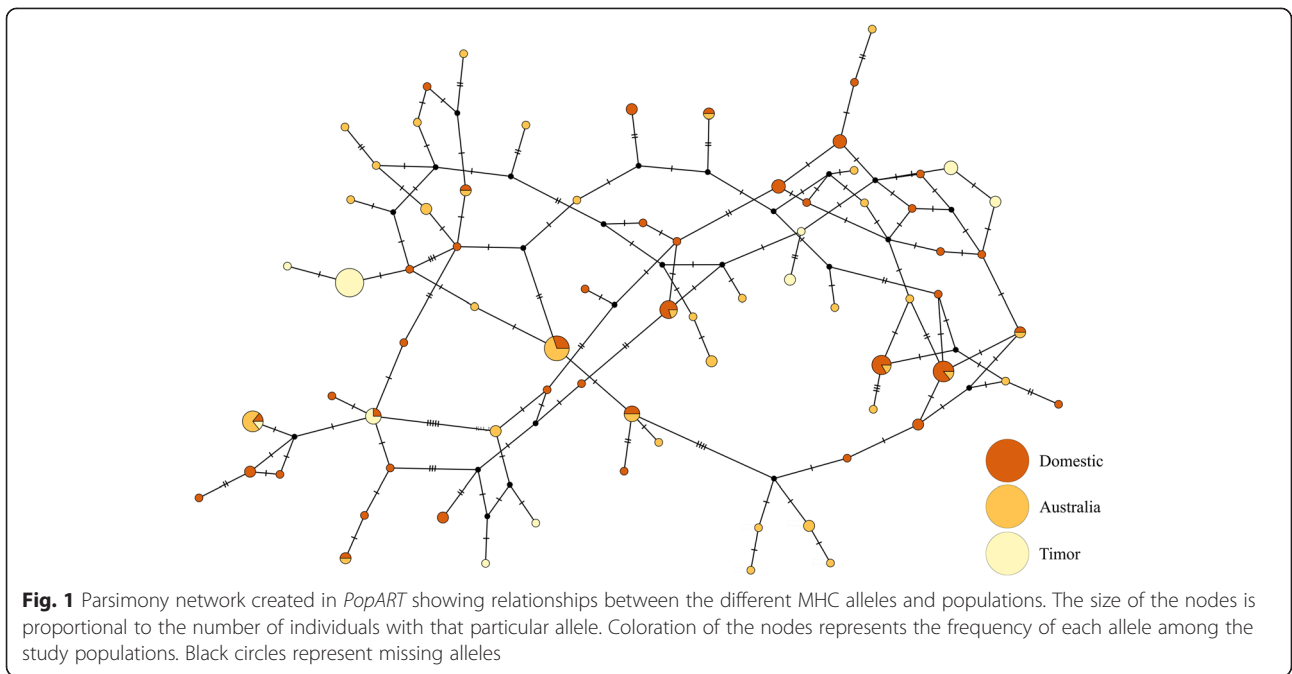 Domestic
Australia
Timor
Fig. 1 Parsimony network created in PopART showing relationships between the different MHC alleles and populations. The size of the nodes is
proportional to the number of individuals with that particular allele. Coloration of the nodes represents the frequency of each allele among the
study populations. Black circles represent missing alleles